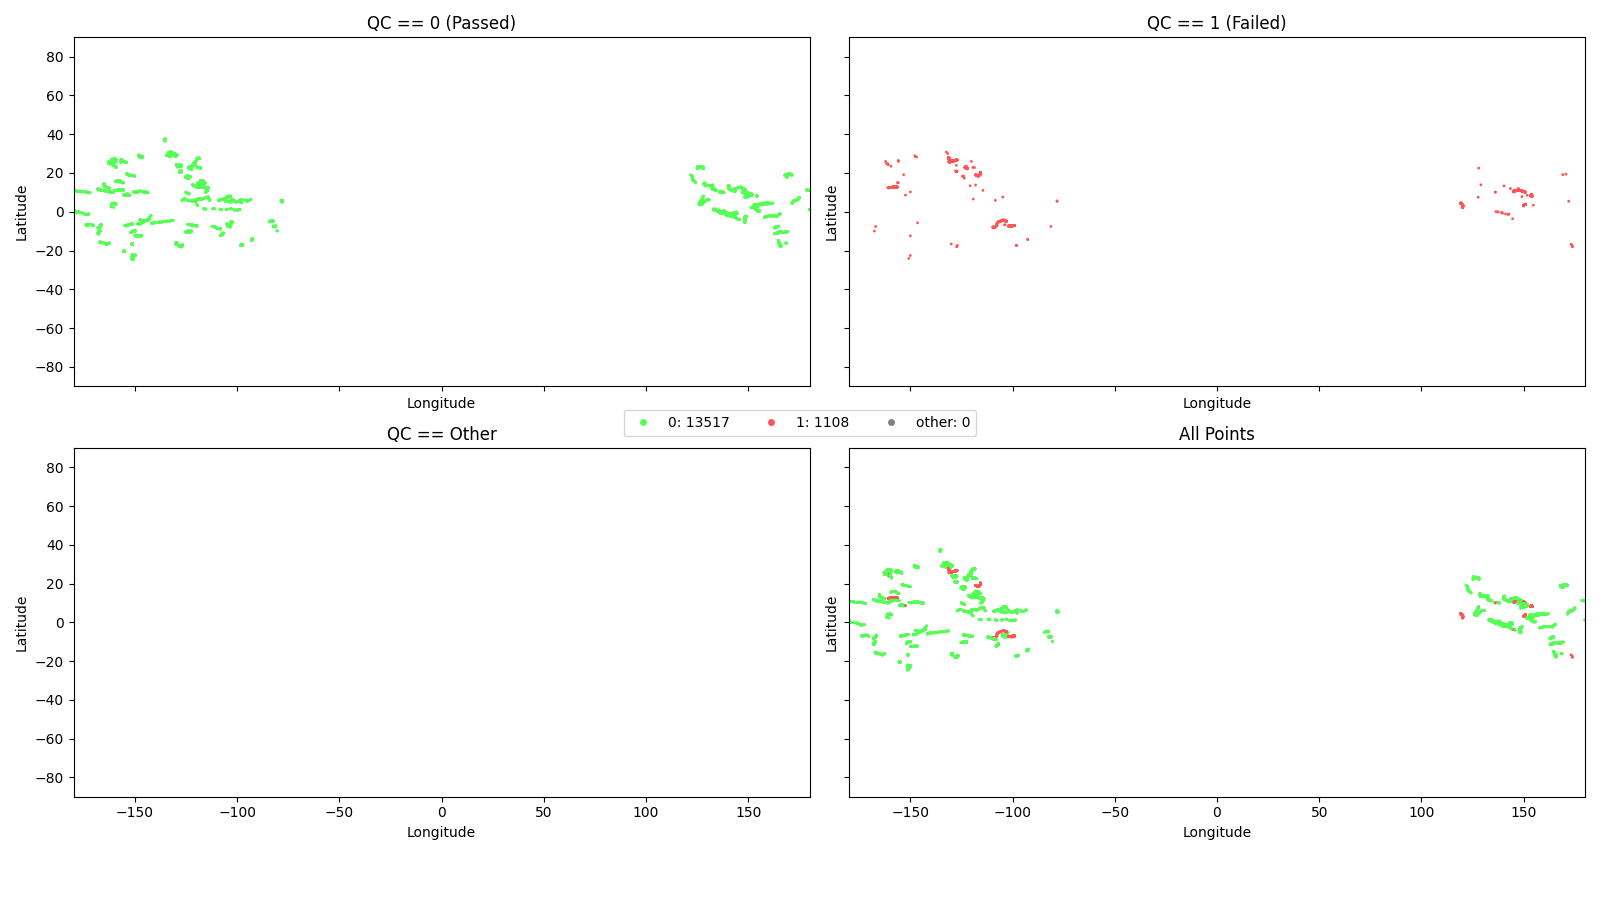 QC == 0 (Passed)
QC == 1 (Failed)
80
60
40
20
0
−20
−40
−60
−80
Latitude
Latitude
Longitude
Longitude
0: 13517
1: 1108
other: 0
QC == Other
All Points
80
60
40
20
0
−20
−40
−60
−80
Latitude
Latitude
−150
−100
−50
0
50
100
150
−150
−100
−50
0
50
100
150
Longitude
Longitude